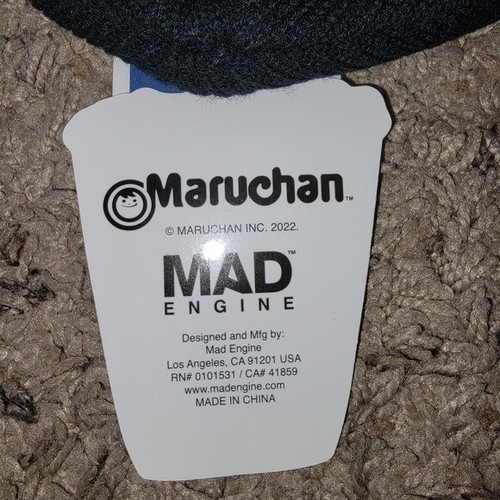 Maruchan™
© MARUCHAN INC. 2022.
MAD™
ENGINE
Designed and Mfg by:
Mad Engine
Los Angeles, CA 91201 USA
RN# 0101531 / CA# 41859
www.madengine.com
MADE IN CHINA